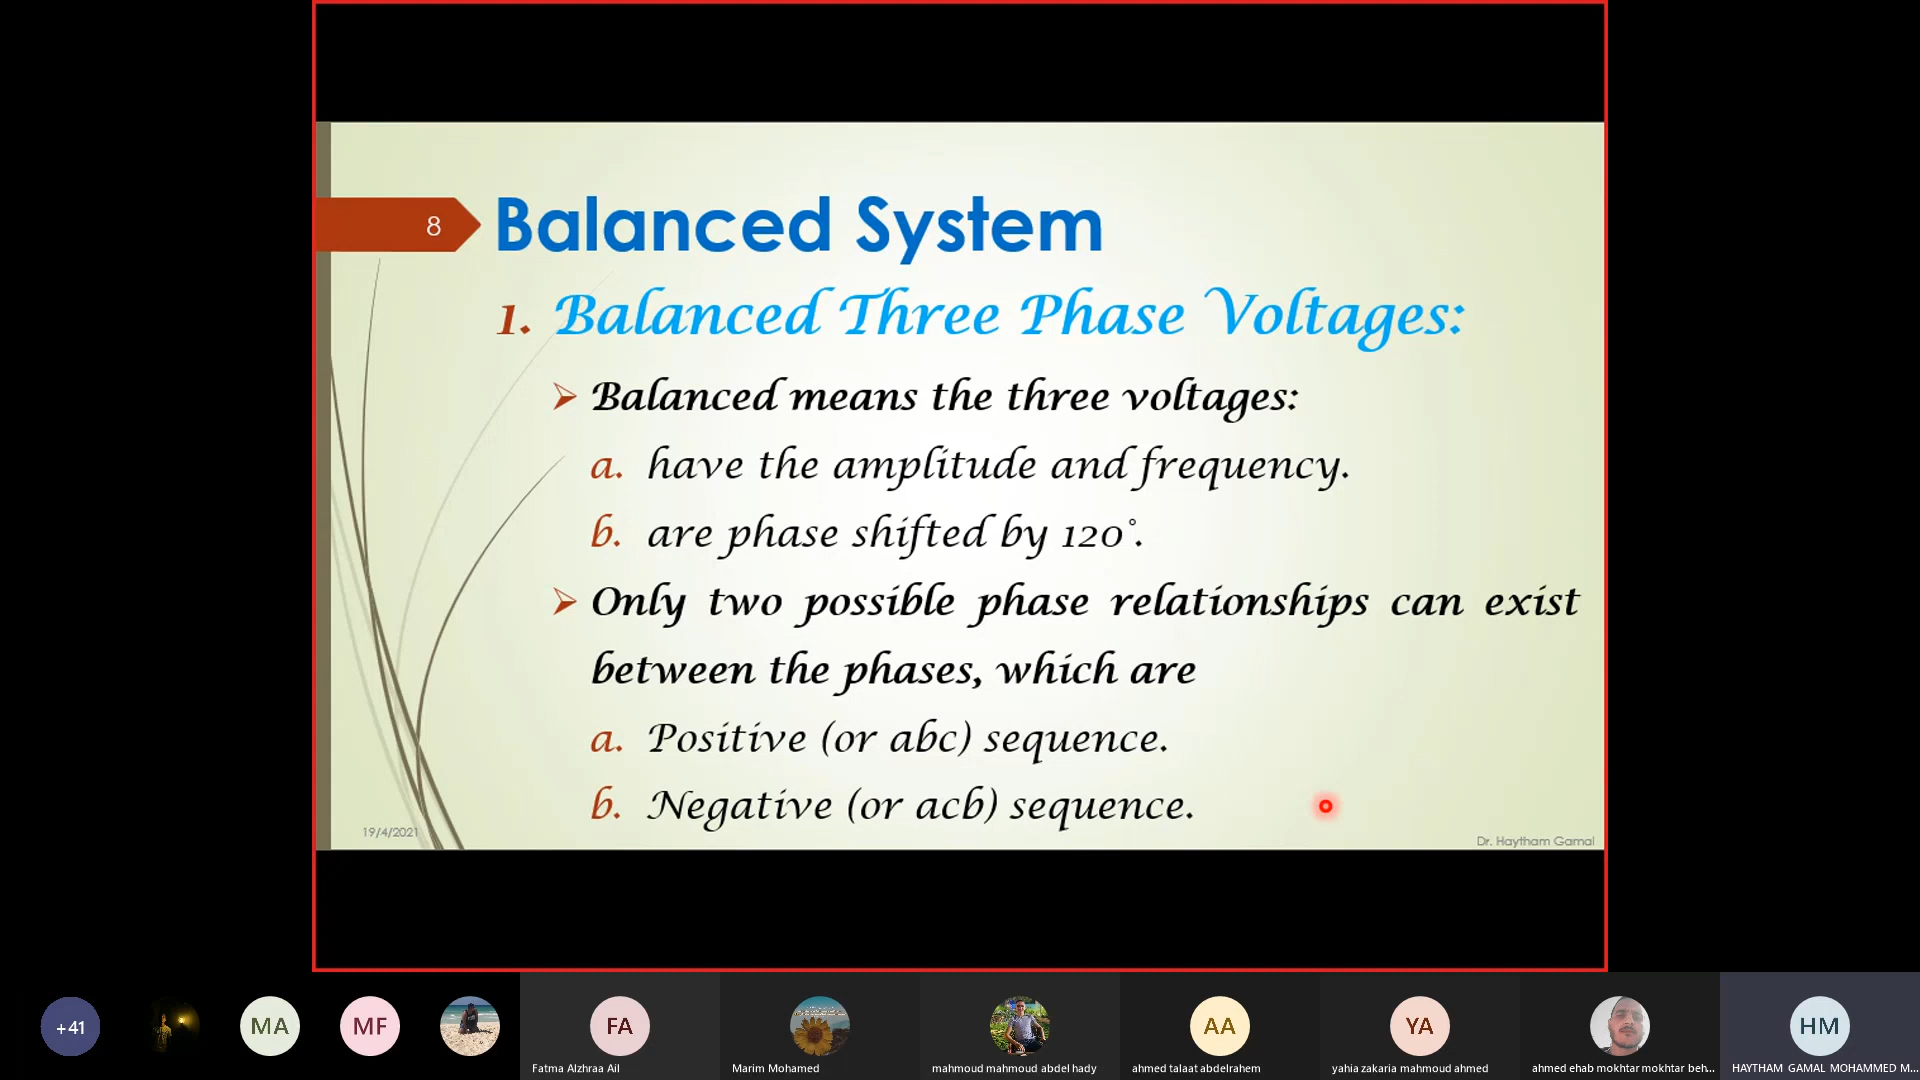 8
Balanced System
1. Balanced Three Phase Voltages:
➢ Balanced means the three voltages:
a. have the amplitude and frequency.
b. are phase shifted by 120°.
➢ Only two possible phase relationships can exist
between the phases, which are
a. Positive (or abc) sequence.
b. Negative (or acb) sequence.
19/4/2021
Dr. Haytham Gamal
+41
MA
MF
FA
AA
YA
HM
Fatma Alzhraa Ail
Marim Mohamed
mahmoud mahmoud abdel hady
ahmed talaat abdelrahem
yahia zakaria mahmoud ahmed
ahmed ehab mokhtar mokhtar beh...
HAYTHAM GAMAL MOHAMMED M...